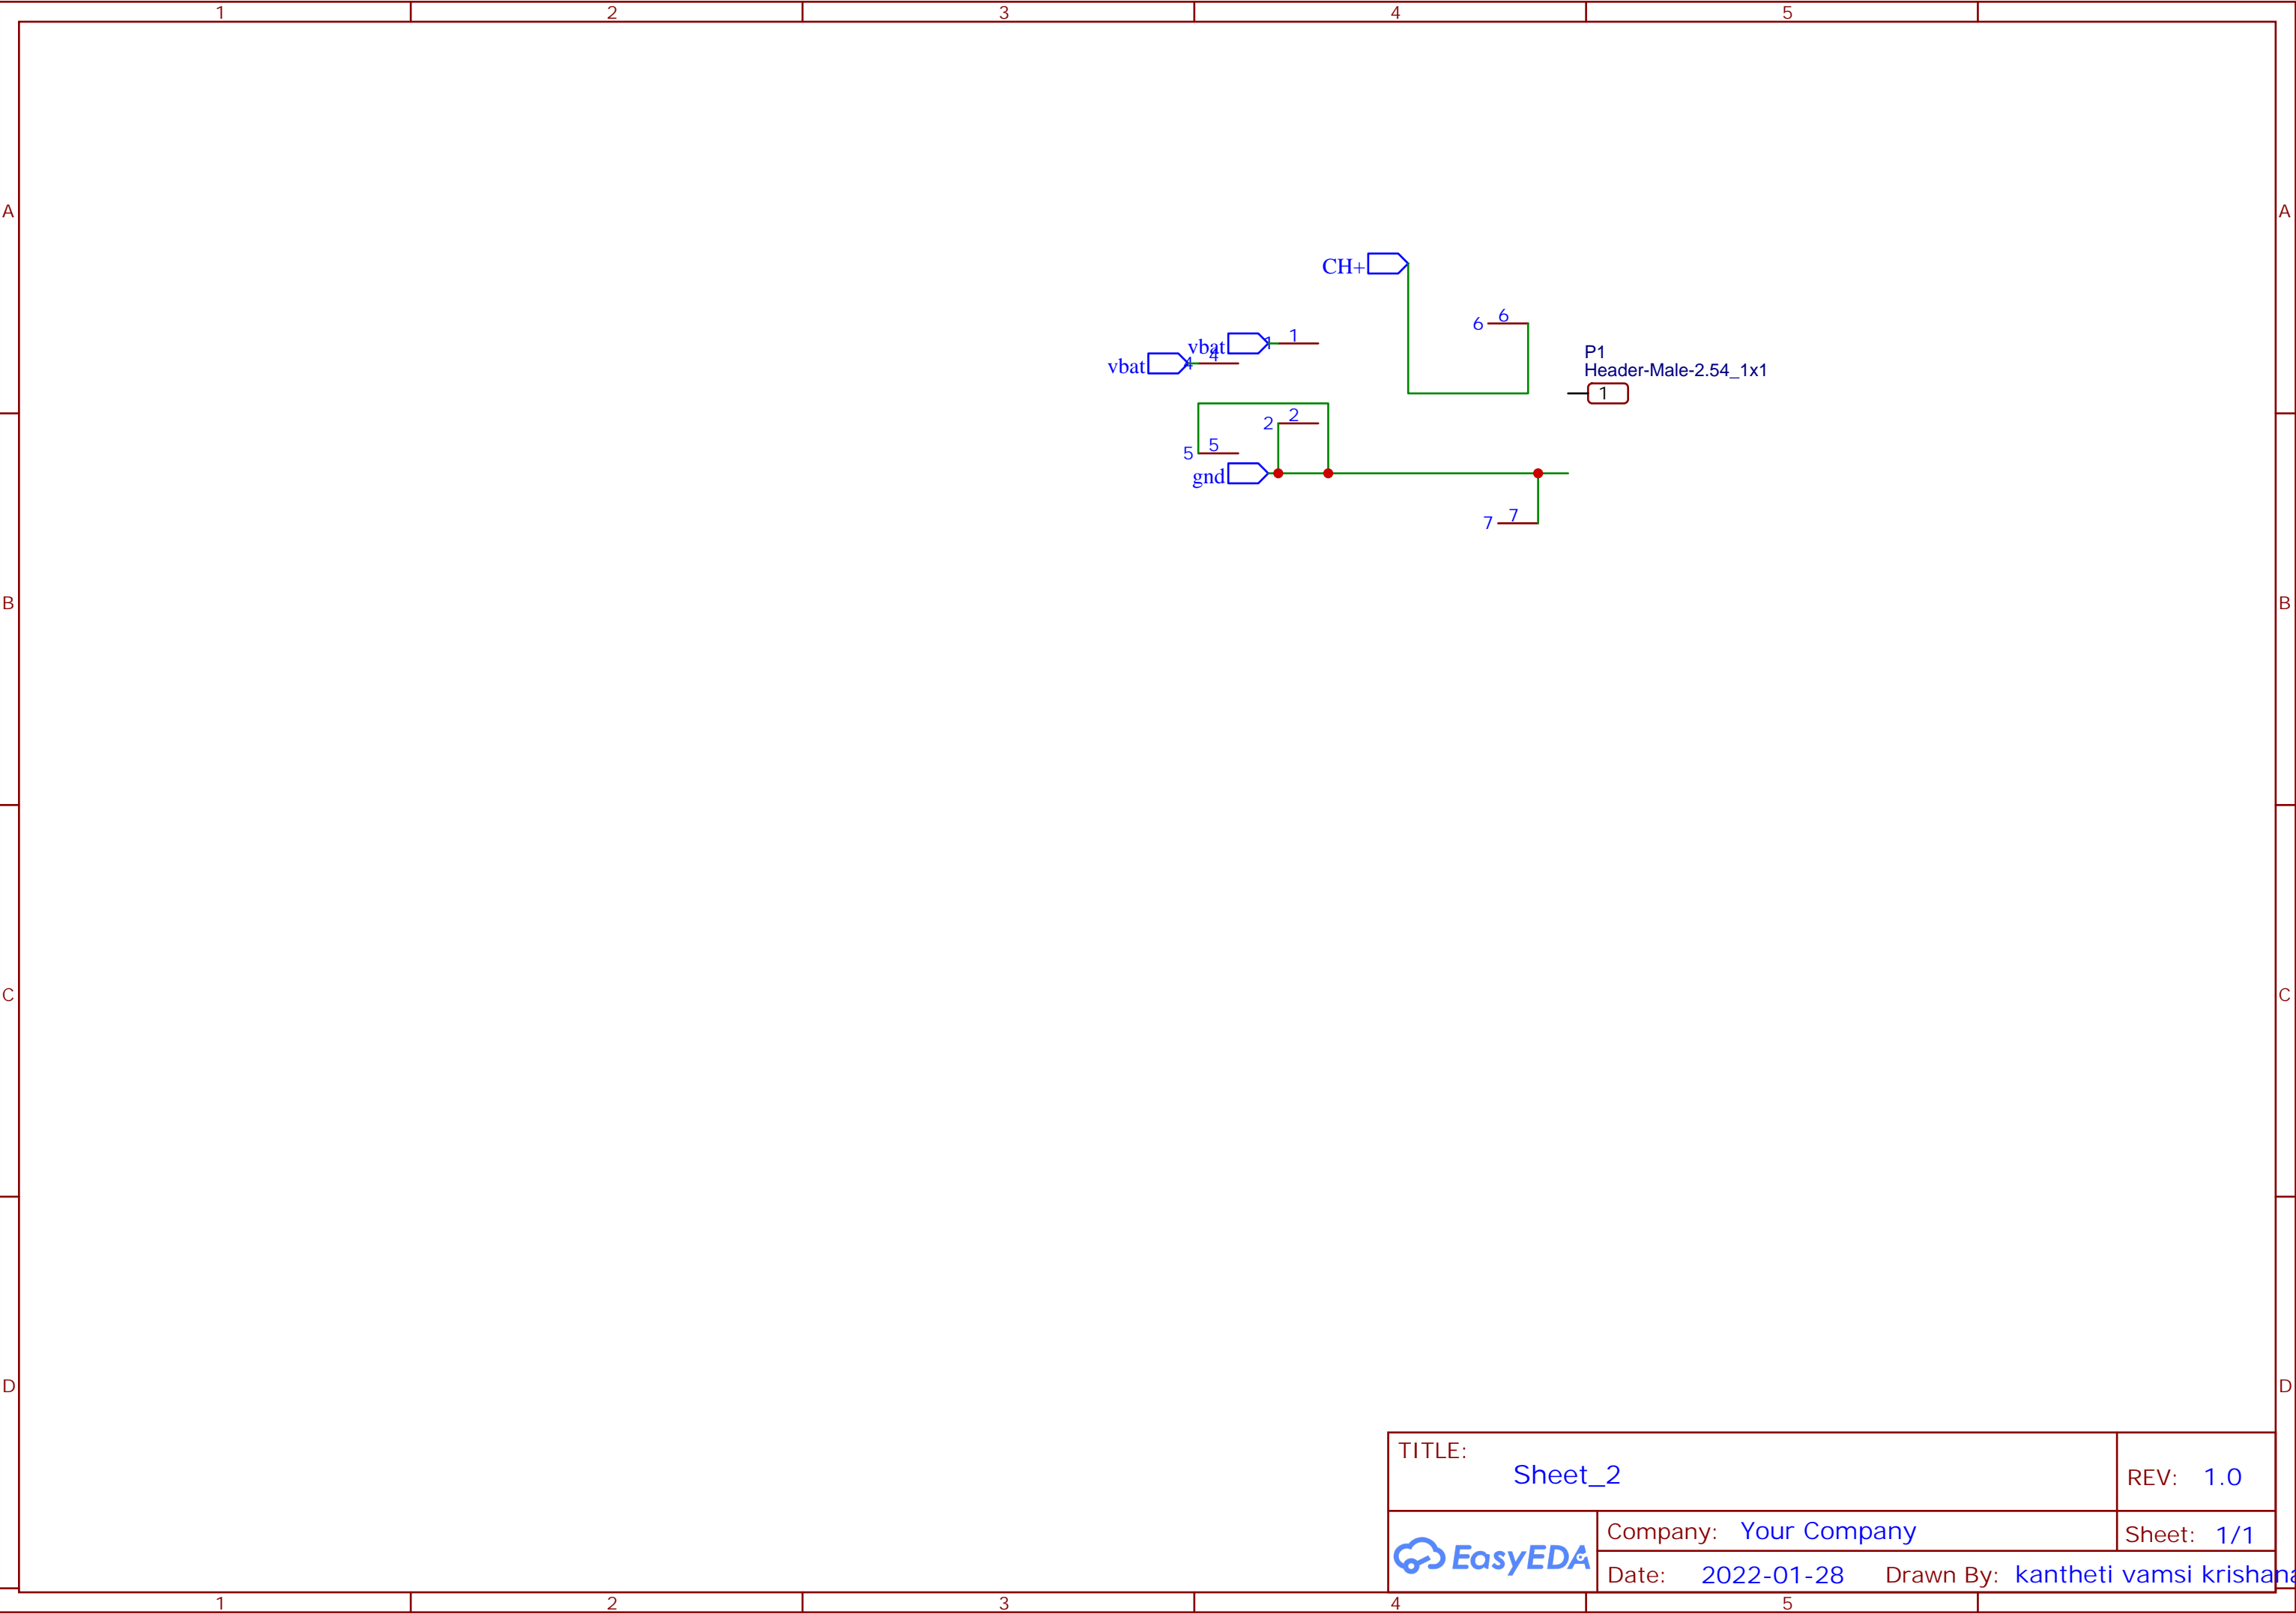 1 2 3 4 5
A A
CH+
6 6
vbat 1 1
vbat 4 4
P1
Header-Male-2.54_1x1
1
2 2
5 5
gnd
7 7
B B
C C
D D
TITLE:
Sheet_2
REV: 1.0
EasyEDA
Company: Your Company
Sheet: 1/1
Date: 2022-01-28 Drawn By: kantheti vamsi krishana
1 2 3 4 5